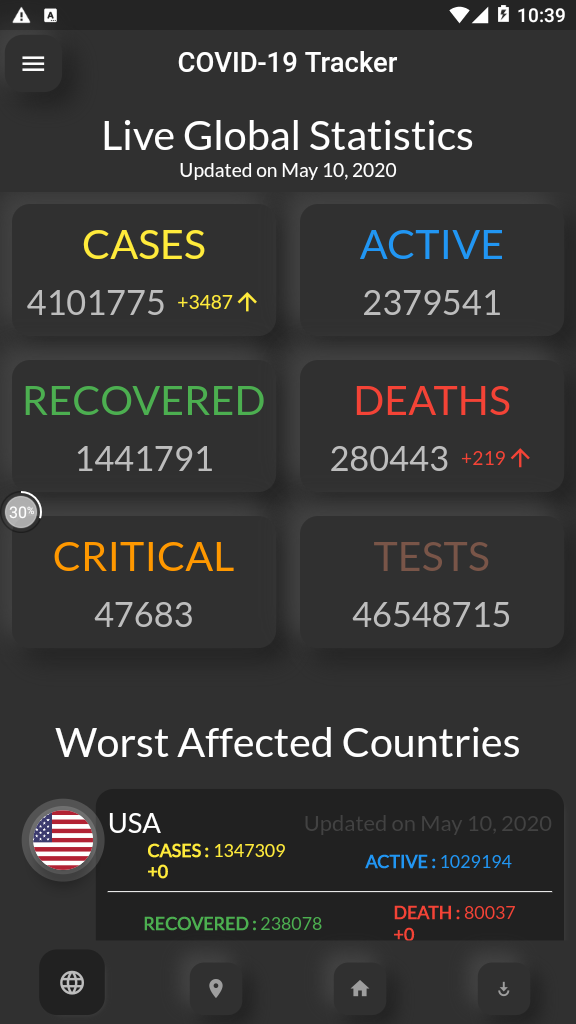 10:39
COVID-19 Tracker
Live Global Statistics
Updated on May 10, 2020
CASES
4101775 +3487
ACTIVE
2379541
RECOVERED
1441791
DEATHS
280443 +219
30%
CRITICAL
47683
TESTS
46548715
Worst Affected Countries
USA
Updated on May 10, 2020
CASES : 1347309
+0
ACTIVE : 1029194
RECOVERED : 238078
DEATH : 80037
+0